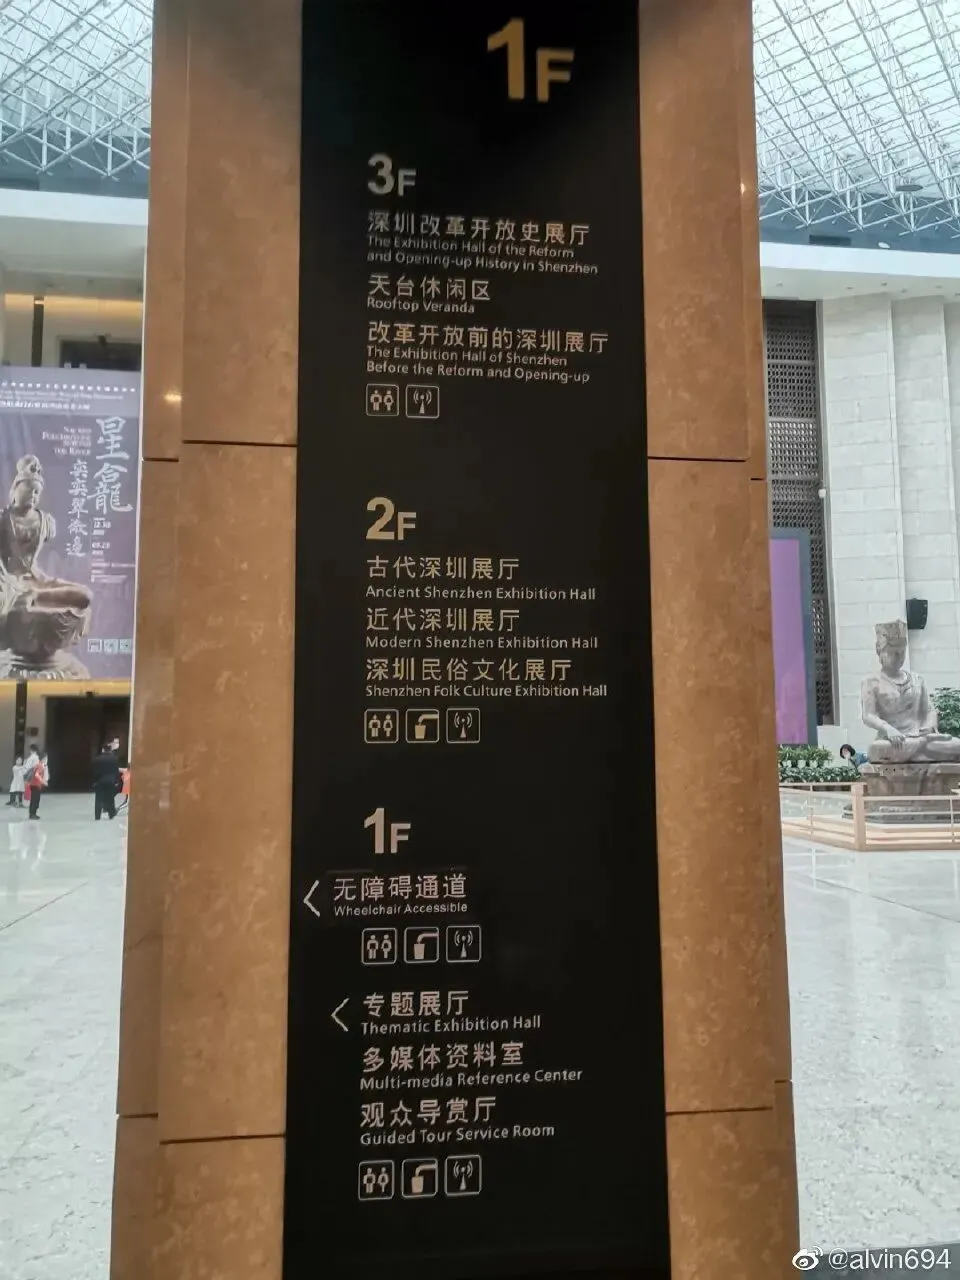 1F
3F
深圳改革开放史展厅
The Exhibition Hall of the Reform
and Opening-up History in Shenzhen
天台休闲区
Rooftop Veranda
改革开放前的深圳展厅
The Exhibition Hall of Shenzhen
Before the Reform and Opening-up
2F
古代深圳展厅
Ancient Shenzhen Exhibition Hall
近代深圳展厅
Modern Shenzhen Exhibition Hall
深圳民俗文化展厅
Shenzhen Folk Culture Exhibition Hall
1F
无障碍通道
Wheelchair Accessible
专题展厅
Thematic Exhibition Hall
多媒体资料室
Multi-media Reference Center
观众导赏厅
Guided Tour Service Room
@alvin694